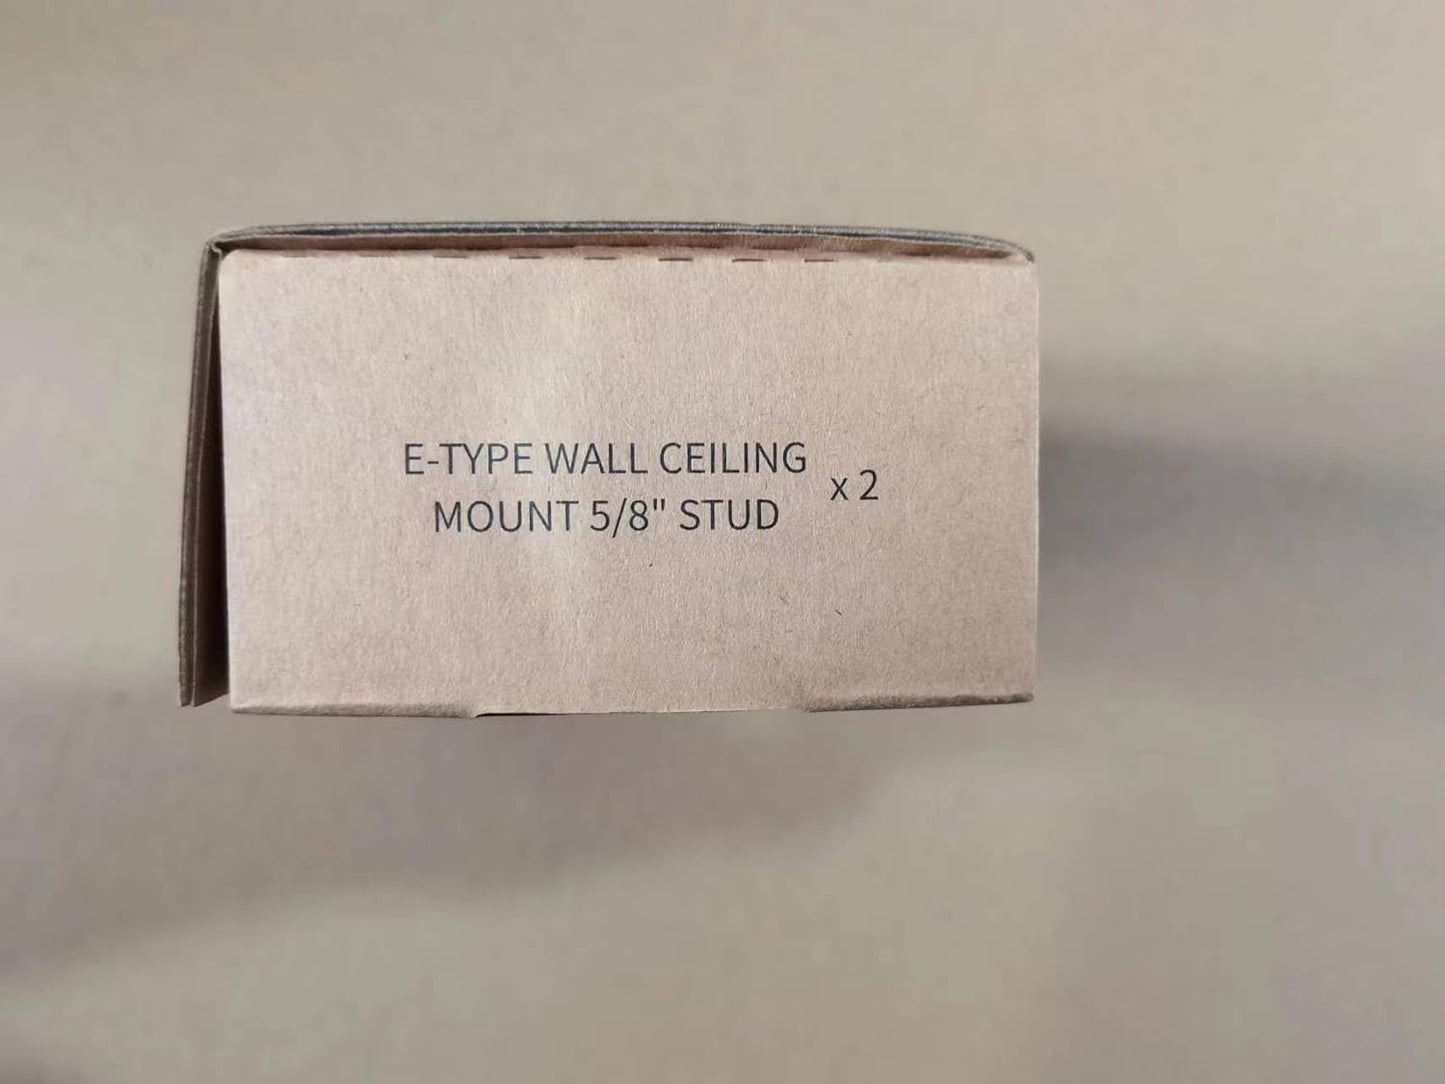 E-TYPE WALL CEILING
MOUNT 5/8" STUD
x 2